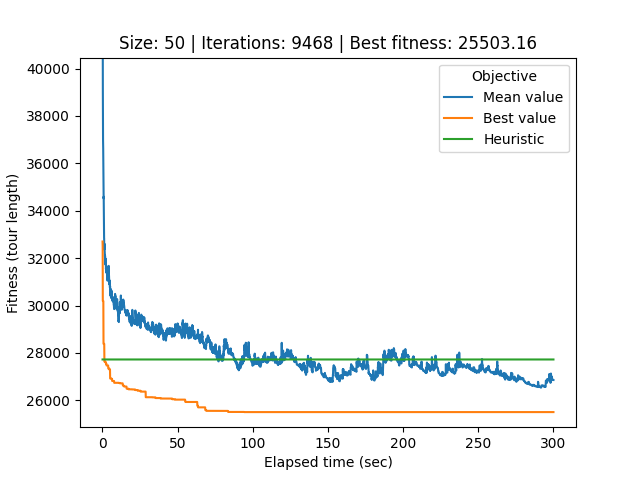 Size: 50 | Iterations: 9468 | Best fitness: 25503.16
Objective
Mean value
Best value
Heuristic
40000
38000
36000
34000
32000
30000
28000
26000
Fitness (tour length)
0 50 100 150 200 250 300
Elapsed time (sec)